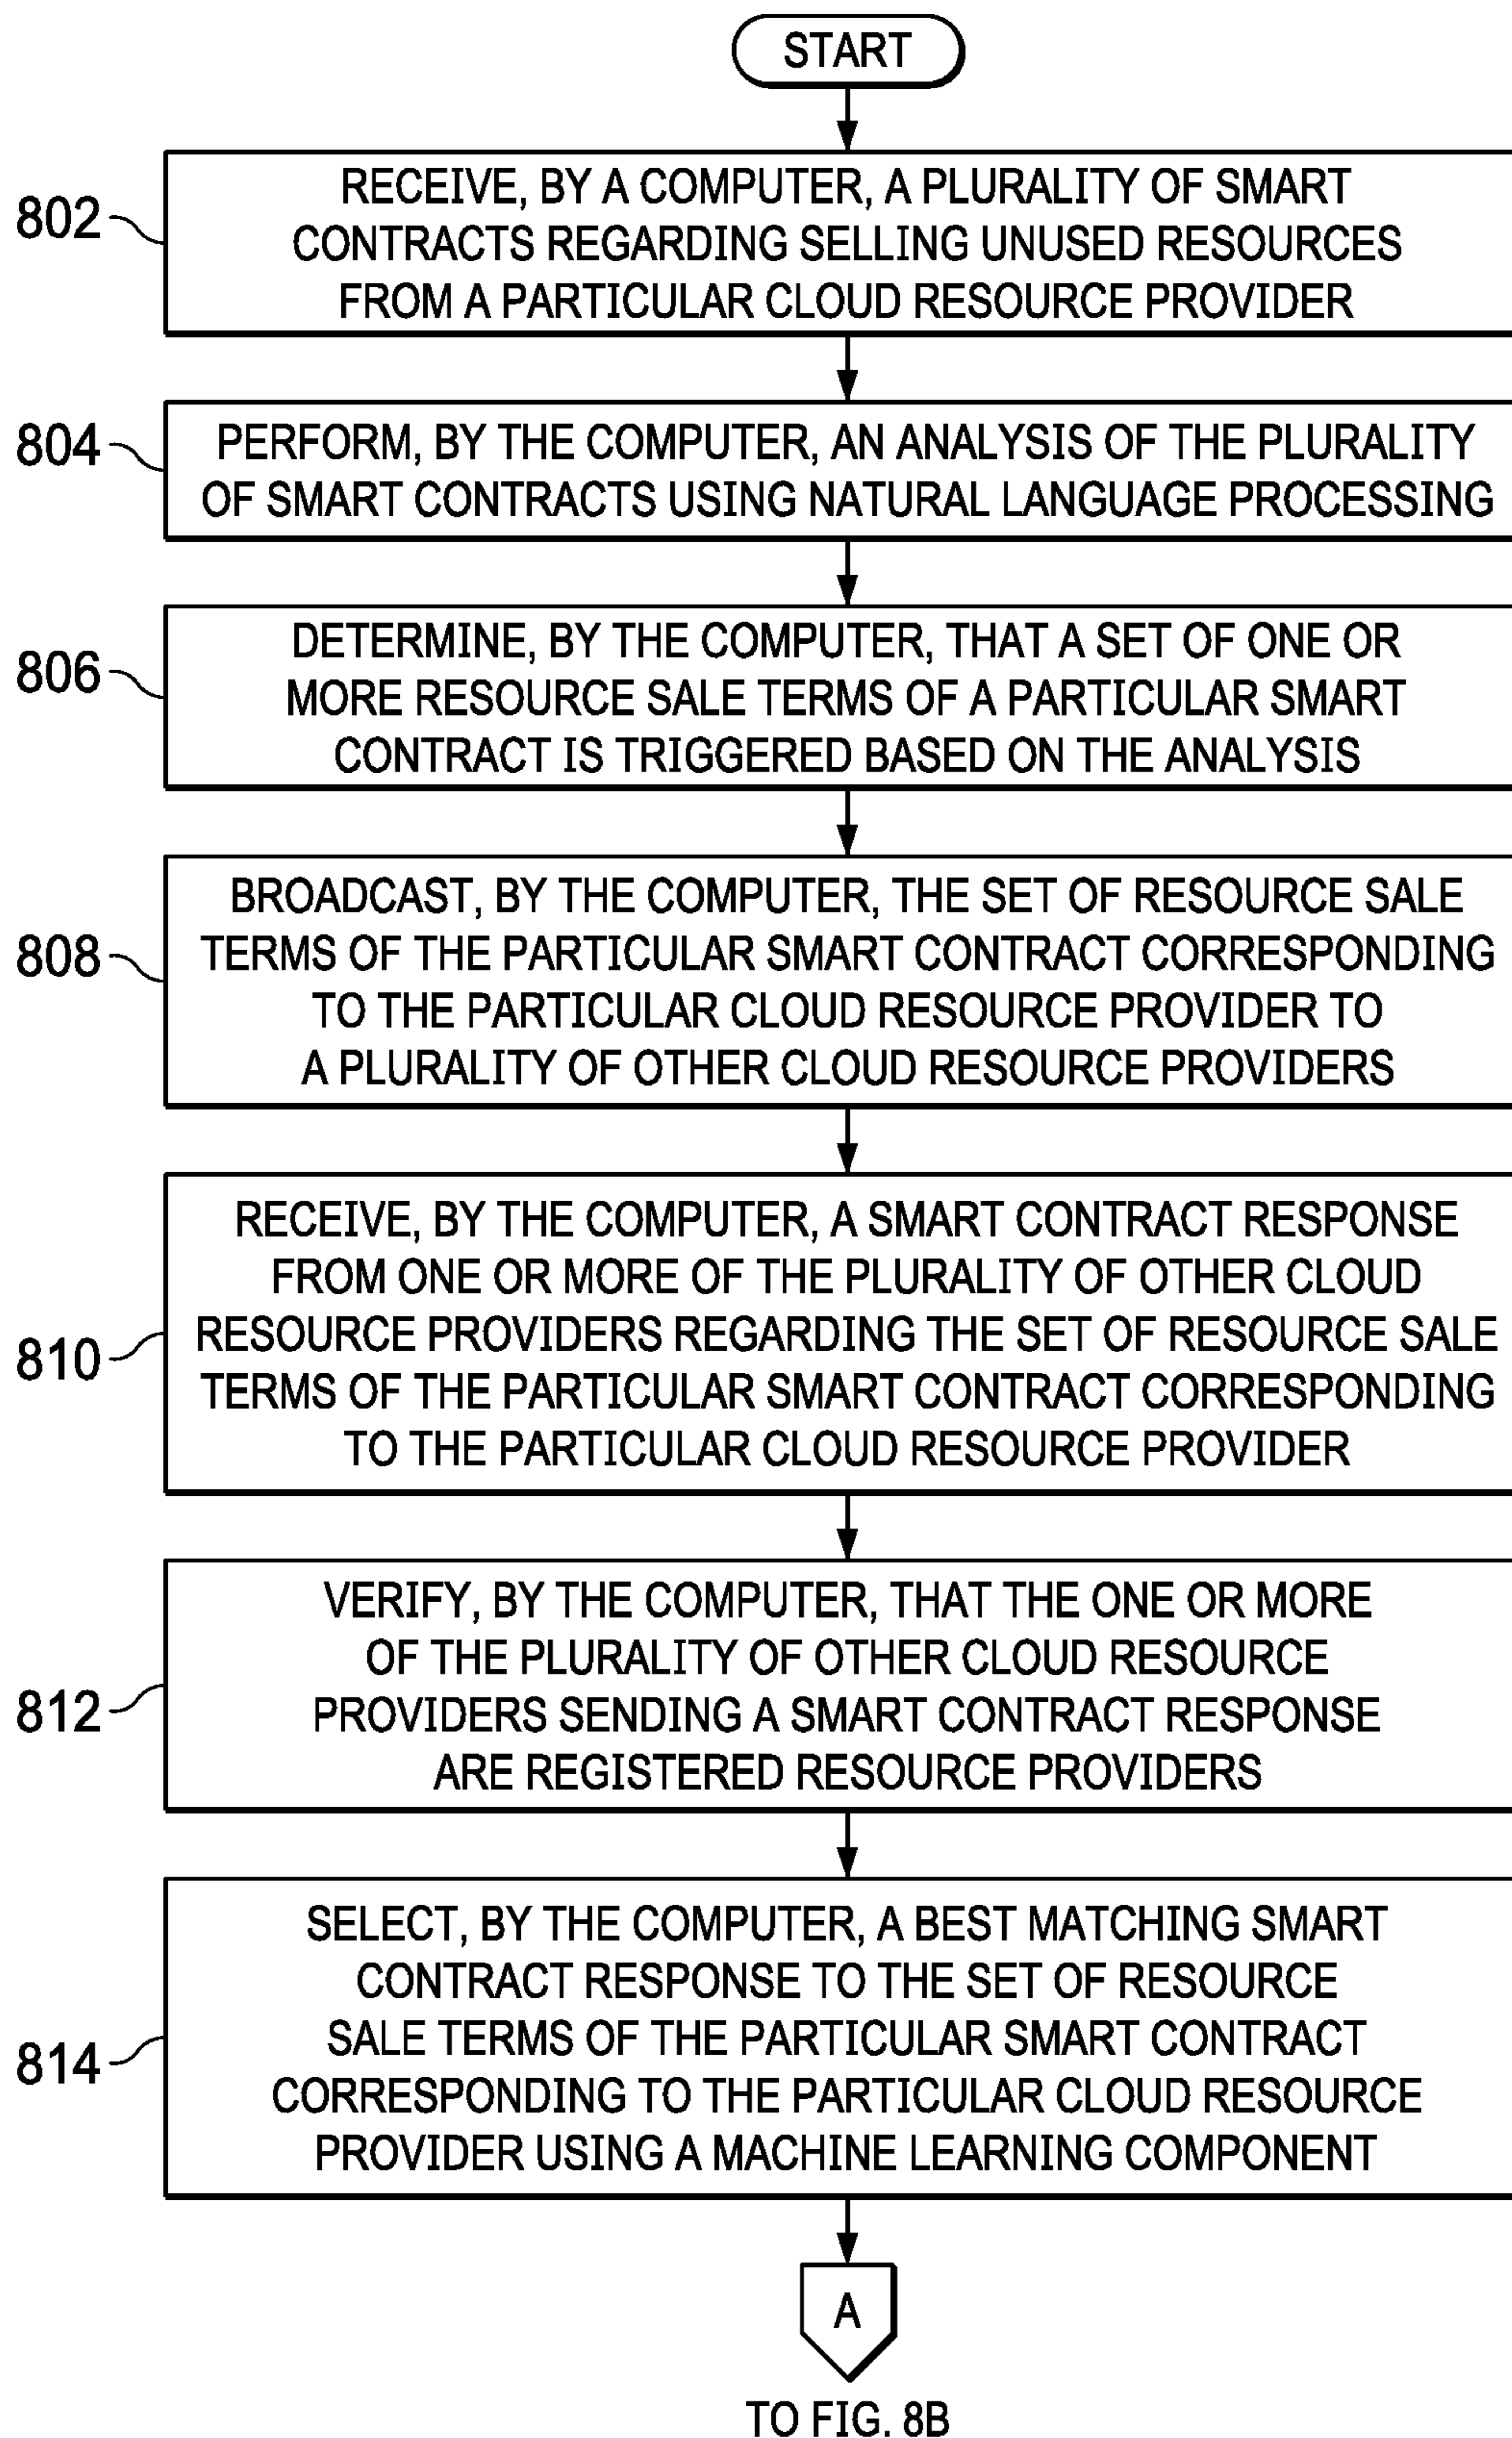 START
802
RECEIVE, BY A COMPUTER, A PLURALITY OF SMART
CONTRACTS REGARDING SELLING UNUSED RESOURCES
FROM A PARTICULAR CLOUD RESOURCE PROVIDER
804
PERFORM, BY THE COMPUTER, AN ANALYSIS OF THE PLURALITY
OF SMART CONTRACTS USING NATURAL LANGUAGE PROCESSING
806
DETERMINE, BY THE COMPUTER, THAT A SET OF ONE OR
MORE RESOURCE SALE TERMS OF A PARTICULAR SMART
CONTRACT IS TRIGGERED BASED ON THE ANALYSIS
808
BROADCAST, BY THE COMPUTER, THE SET OF RESOURCE SALE
TERMS OF THE PARTICULAR SMART CONTRACT CORRESPONDING
TO THE PARTICULAR CLOUD RESOURCE PROVIDER TO
A PLURALITY OF OTHER CLOUD RESOURCE PROVIDERS
810
RECEIVE, BY THE COMPUTER, A SMART CONTRACT RESPONSE
FROM ONE OR MORE OF THE PLURALITY OF OTHER CLOUD
RESOURCE PROVIDERS REGARDING THE SET OF RESOURCE SALE
TERMS OF THE PARTICULAR SMART CONTRACT CORRESPONDING
TO THE PARTICULAR CLOUD RESOURCE PROVIDER
812
VERIFY, BY THE COMPUTER, THAT THE ONE OR MORE
OF THE PLURALITY OF OTHER CLOUD RESOURCE
PROVIDERS SENDING A SMART CONTRACT RESPONSE
ARE REGISTERED RESOURCE PROVIDERS
814
SELECT, BY THE COMPUTER, A BEST MATCHING SMART
CONTRACT RESPONSE TO THE SET OF RESOURCE
SALE TERMS OF THE PARTICULAR SMART CONTRACT
CORRESPONDING TO THE PARTICULAR CLOUD RESOURCE
PROVIDER USING A MACHINE LEARNING COMPONENT
A
TO FIG. 8B